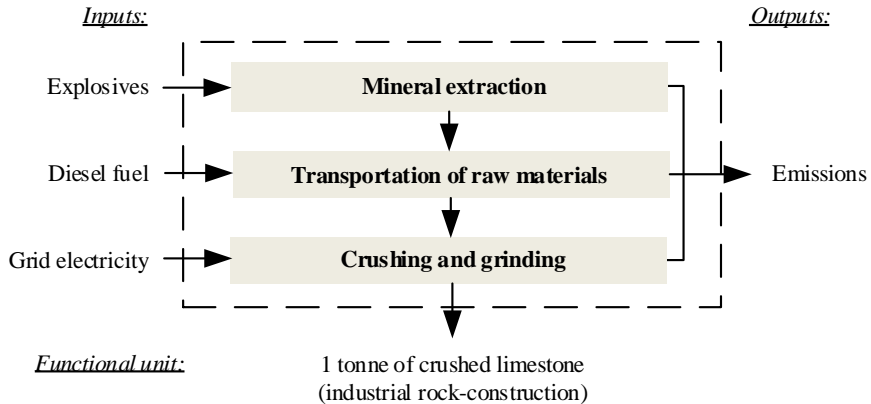 Inputs:
Outputs:
Explosives
Mineral extraction
Diesel fuel
Transportation of raw materials
Emissions
Grid electricity
Crushing and grinding
Functional unit:
1 tonne of crushed limestone
(industrial rock-construction)